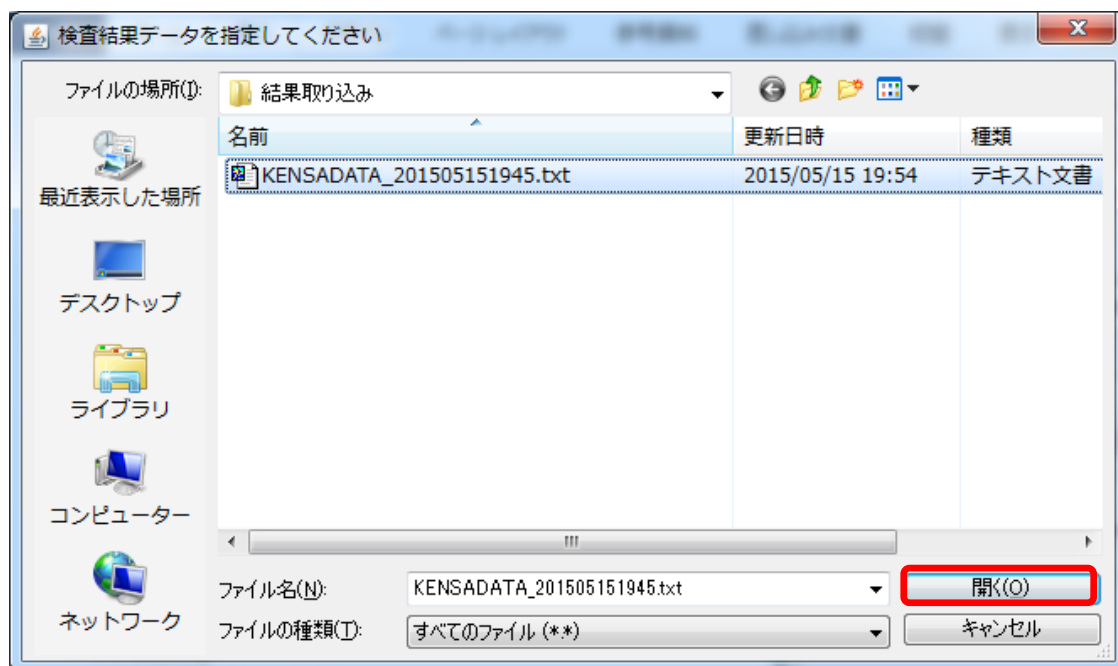 検査結果データを指定してください
ファイルの場所(I):
結果取り込み
名前
更新日時
種類
KENSADATA_201505151945.txt
2015/05/15 19:54
テキスト文書
最近表示した場所
デスクトップ
ライブラリ
コンピューター
ネットワーク
ファイル名(N):
KENSADATA_201505151945.txt
開く(O)
ファイルの種類(T):
すべてのファイル (*.*)
キャンセル